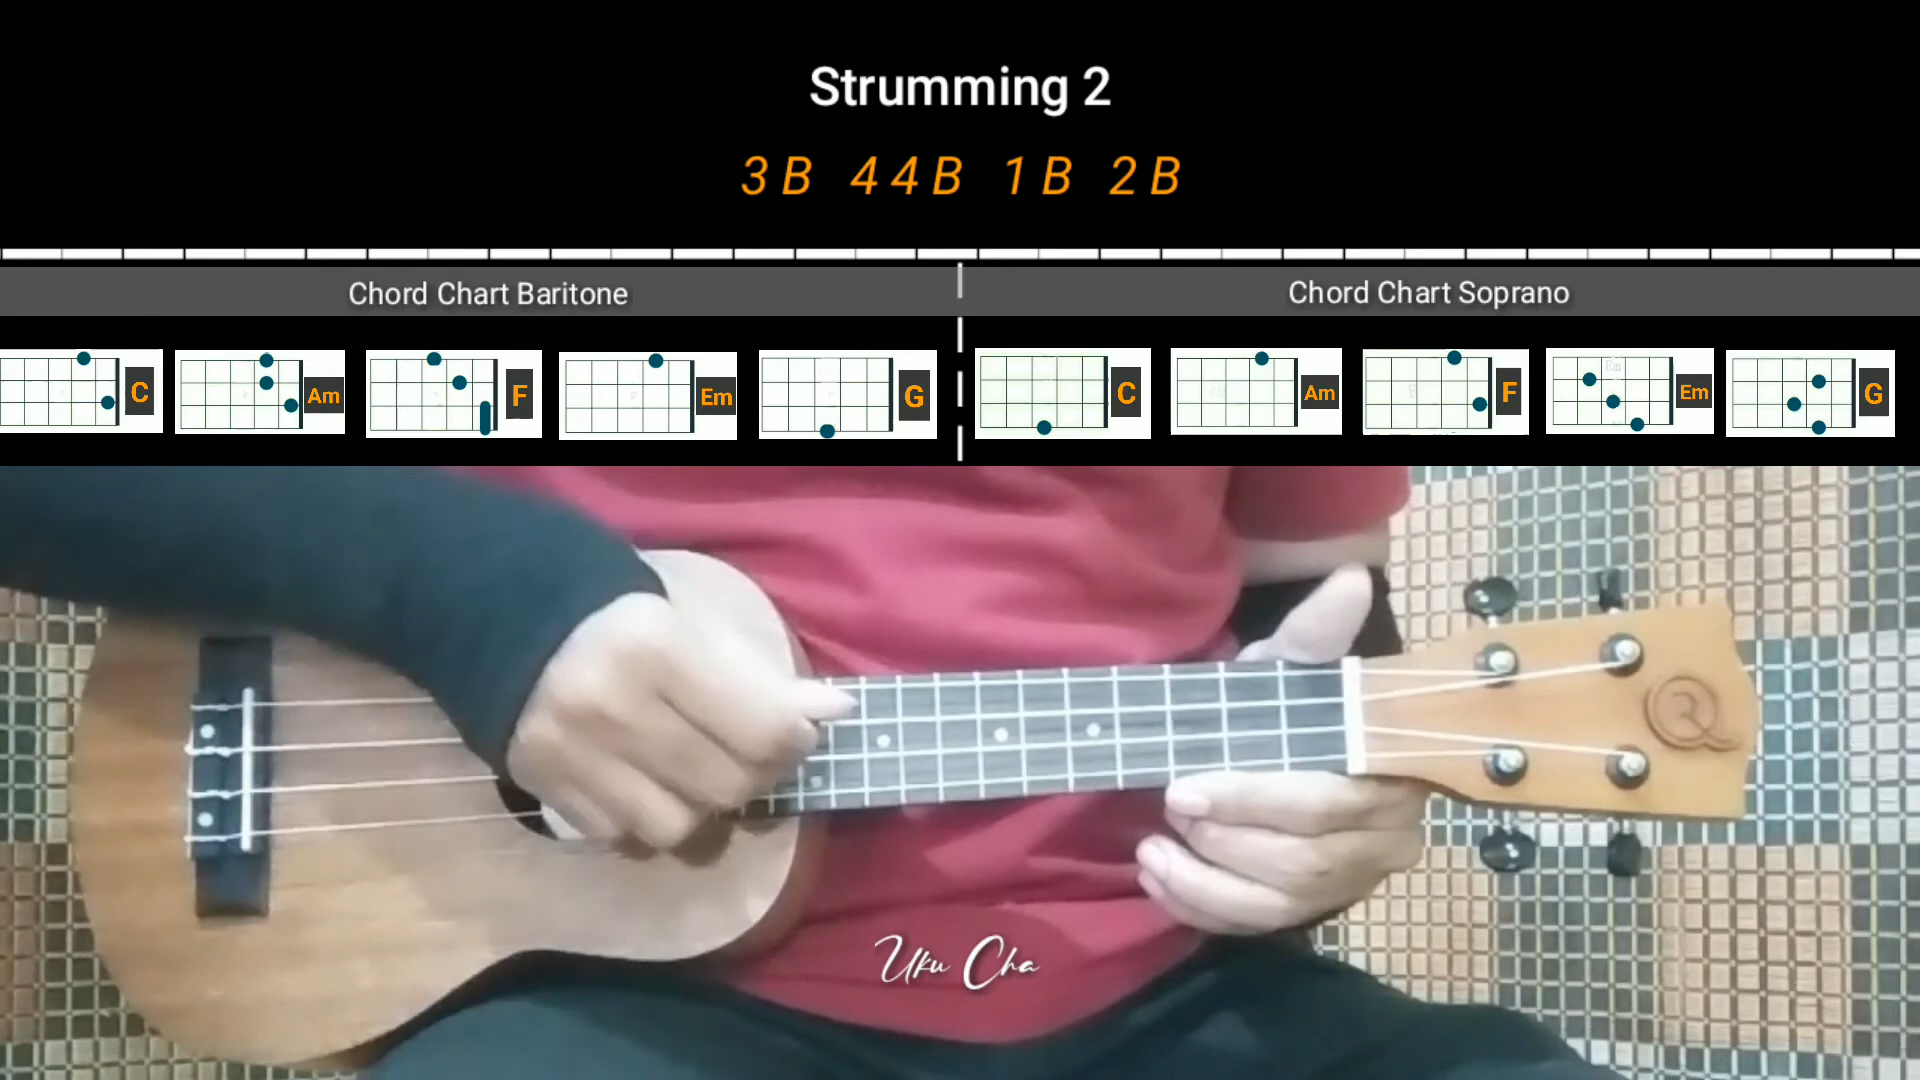 Strumming 2
3 B 4 4 B 1 B 2 B
Chord Chart Baritone
Chord Chart Soprano
C Am F Em G
C Am F Em G
Uku Cha